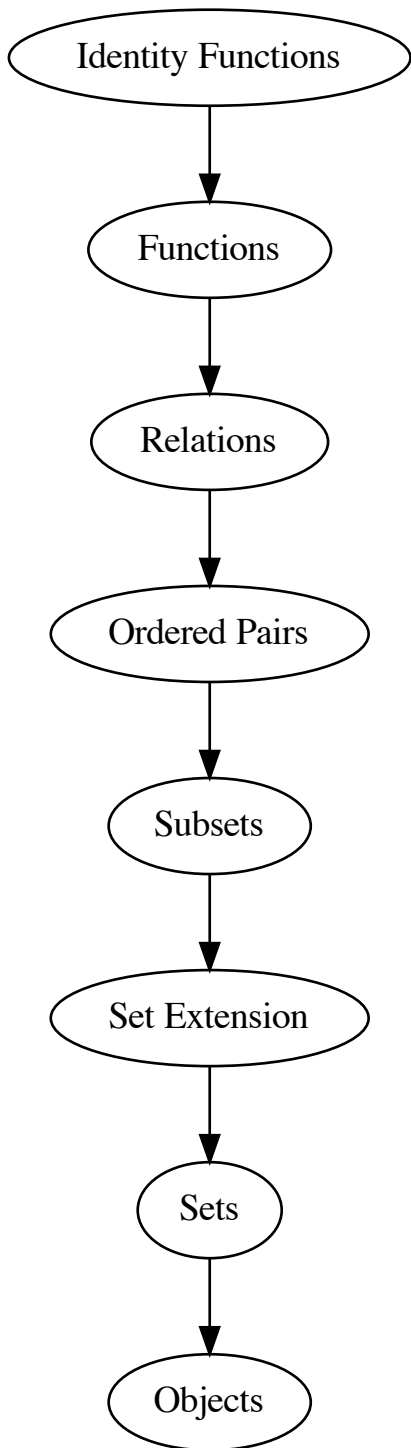 Identity Functions
Functions
Relations
Ordered Pairs
Subsets
Set Extension
Sets
Objects